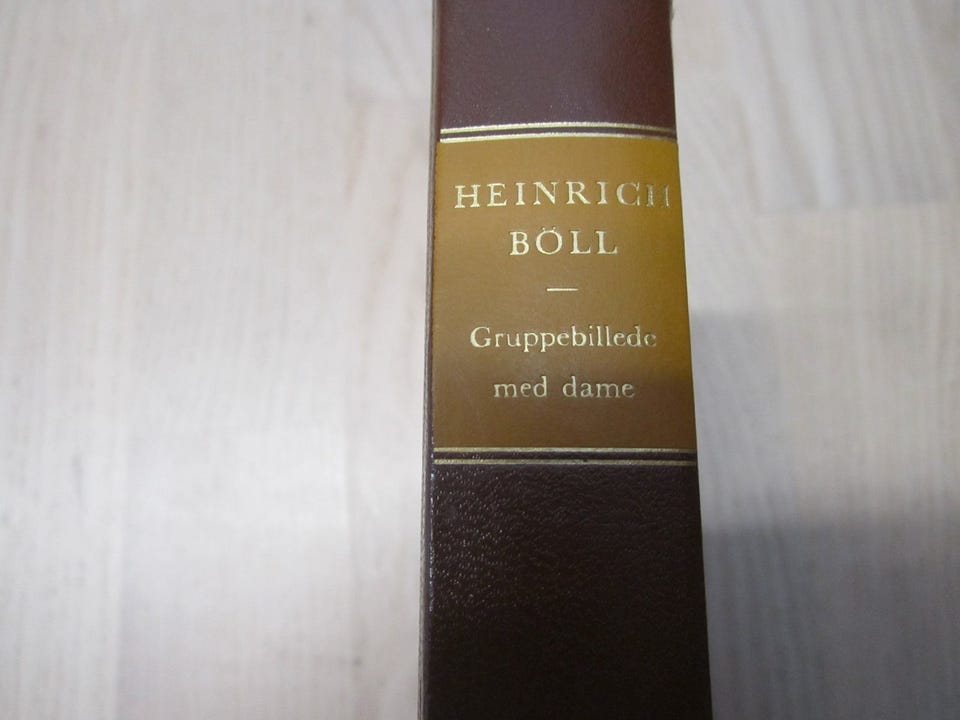 HEINRICH
BÖLL
Gruppebillede
med dame